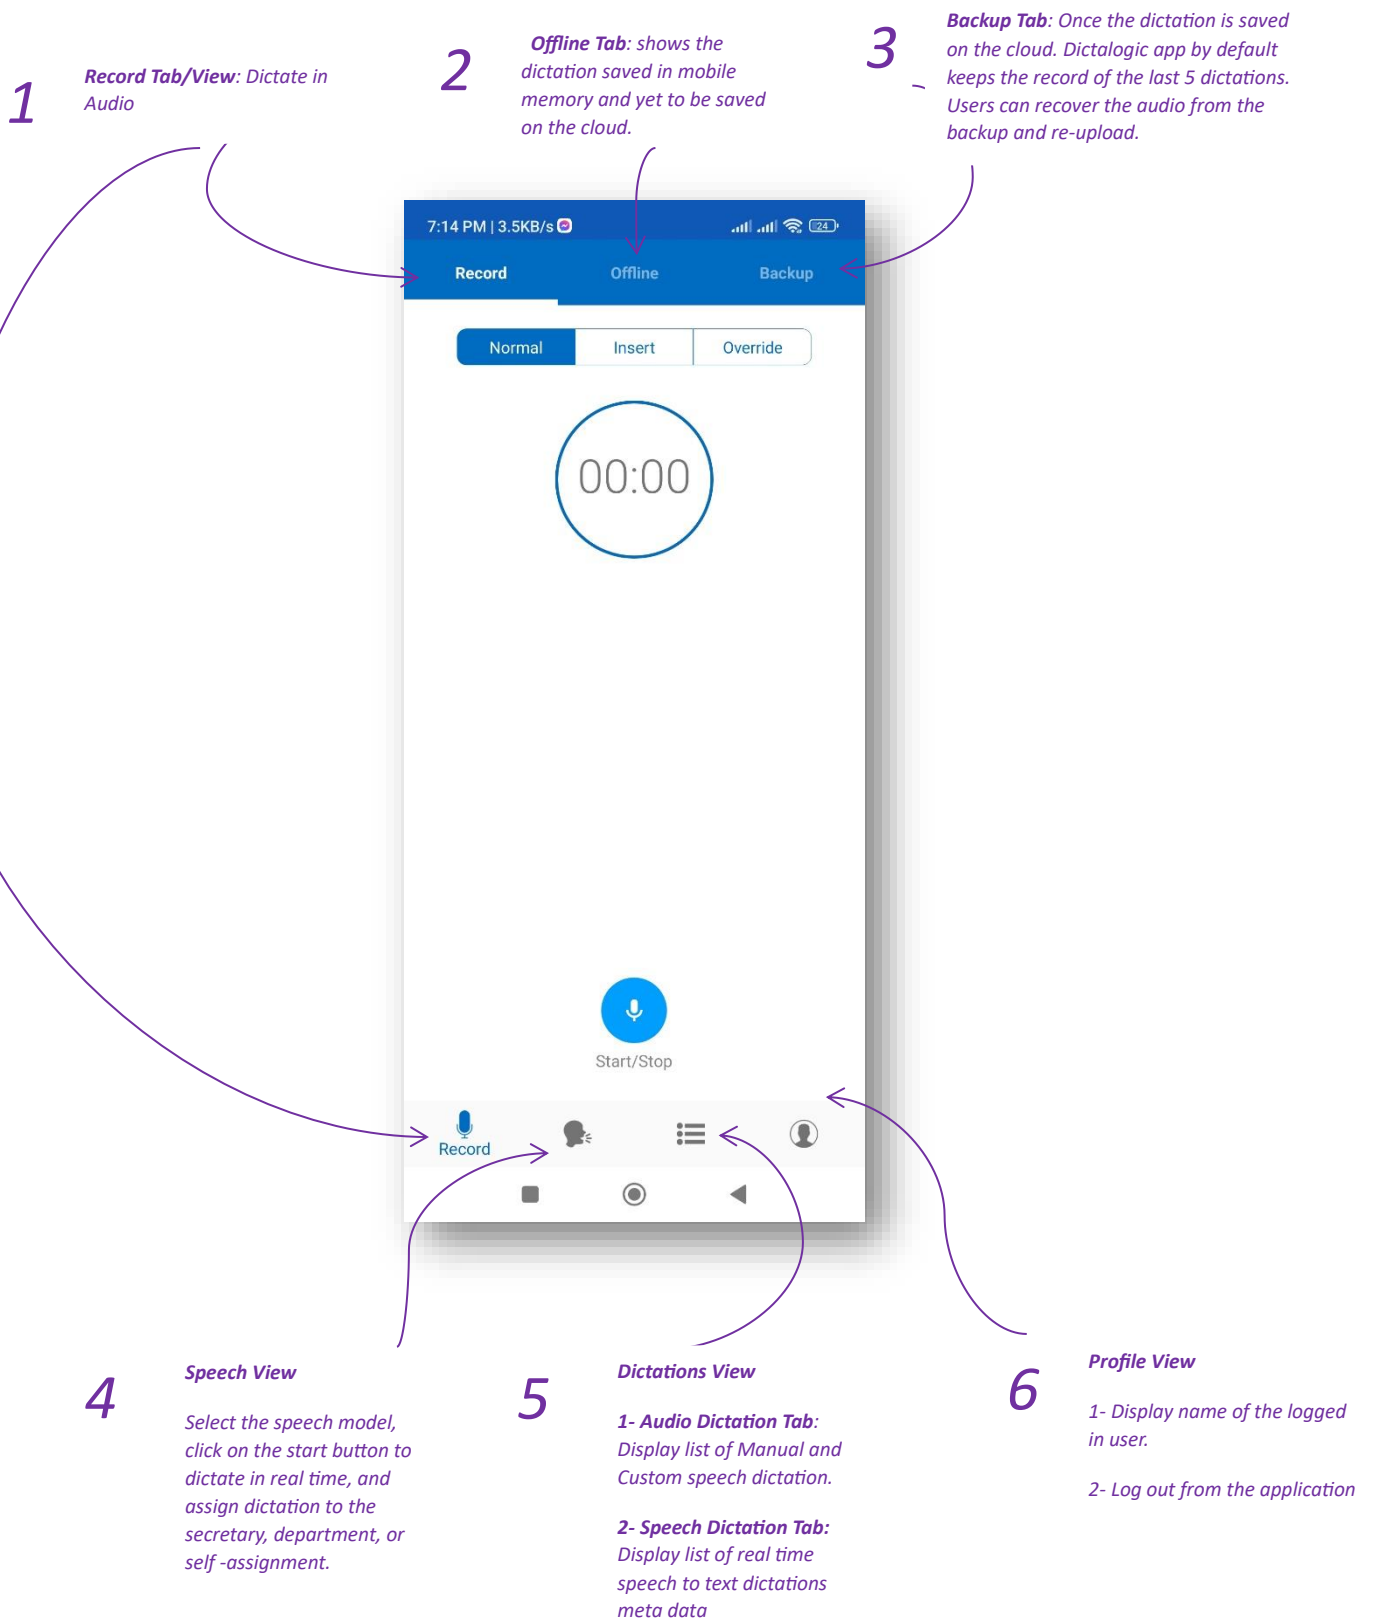 1
Record Tab/View: Dictate in
Audio
2
Offline Tab: shows the
dictation saved in mobile
memory and yet to be saved
on the cloud.
3
Backup Tab: Once the dictation is saved
on the cloud. Dictalogic app by default
keeps the record of the last 5 dictations.
Users can recover the audio from the
backup and re-upload.
7:14 PM | 3.5KB/s
24
Record
Offline
Backup
Normal
Insert
Override
00:00
Start/Stop
Record
4
Speech View
Select the speech model,
click on the start button to
dictate in real time, and
assign dictation to the
secretary, department, or
self -assignment.
5
Dictations View
1- Audio Dictation Tab:
Display list of Manual and
Custom speech dictation.
2- Speech Dictation Tab:
Display list of real time
speech to text dictations
meta data
6
Profile View
1- Display name of the logged
in user.
2- Log out from the application